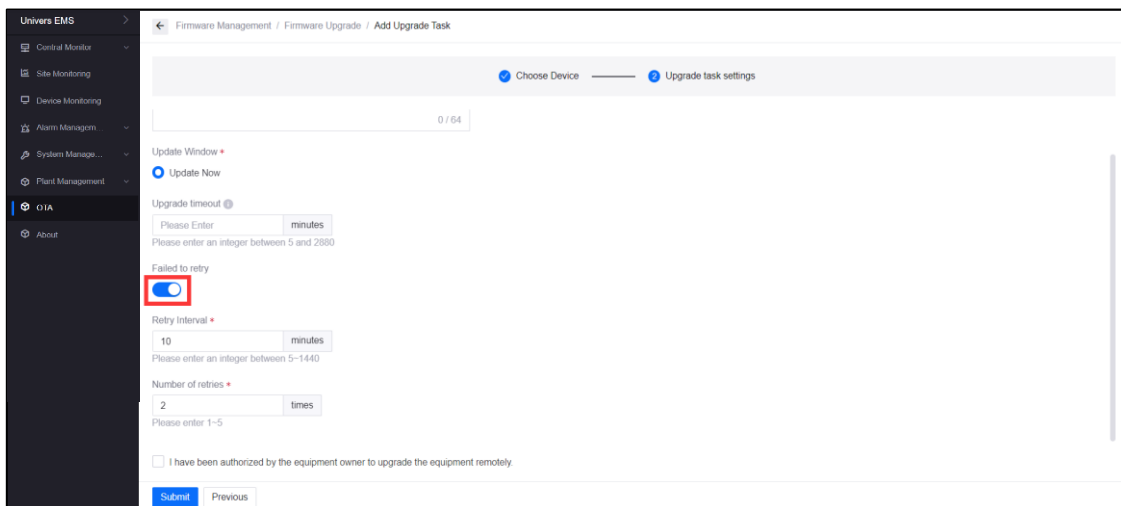 Univers EMS
Firmware Management / Firmware Upgrade / Add Upgrade Task
Central Monitor
Site Monitoring
Device Monitoring
Alarm Managem...
System Manage...
Plant Management
OTA
About
Choose Device
2 Upgrade task settings
0 / 64
Update Window *
Update Now
Upgrade timeout
Please Enter minutes
Please enter an integer between 5 and 2880
Failed to retry
Retry Interval *
10 minutes
Please enter an integer between 5~1440
Number of retries *
2 times
Please enter 1~5
I have been authorized by the equipment owner to upgrade the equipment remotely.
Submit Previous